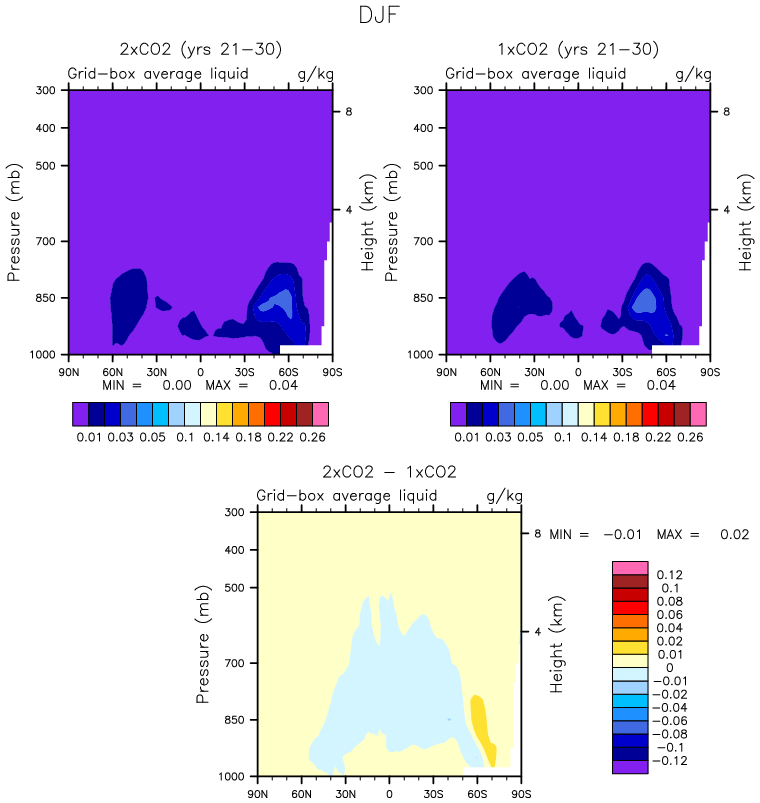 DJF
2xCO2 (yrs 21-30)
Grid-box average liquid g/kg
300
400
500
700
850
1000
Pressure (mb)
8
4
Height (km)
90N 60N 30N 0 30S 60S 90S
MIN = 0.00 MAX = 0.04
0.01 0.03 0.05 0.1 0.14 0.18 0.22 0.26
1xCO2 (yrs 21-30)
Grid-box average liquid g/kg
300
400
500
700
850
1000
Pressure (mb)
8
4
Height (km)
90N 60N 30N 0 30S 60S 90S
MIN = 0.00 MAX = 0.04
0.01 0.03 0.05 0.1 0.14 0.18 0.22 0.26
2xCO2 - 1xCO2
Grid-box average liquid g/kg
300
400
500
700
850
1000
Pressure (mb)
8
4
Height (km)
90N 60N 30N 0 30S 60S 90S
MIN = -0.01 MAX = 0.02
0.12
0.1
0.08
0.06
0.04
0.02
0.01
0
-0.01
-0.02
-0.04
-0.06
-0.08
-0.1
-0.12